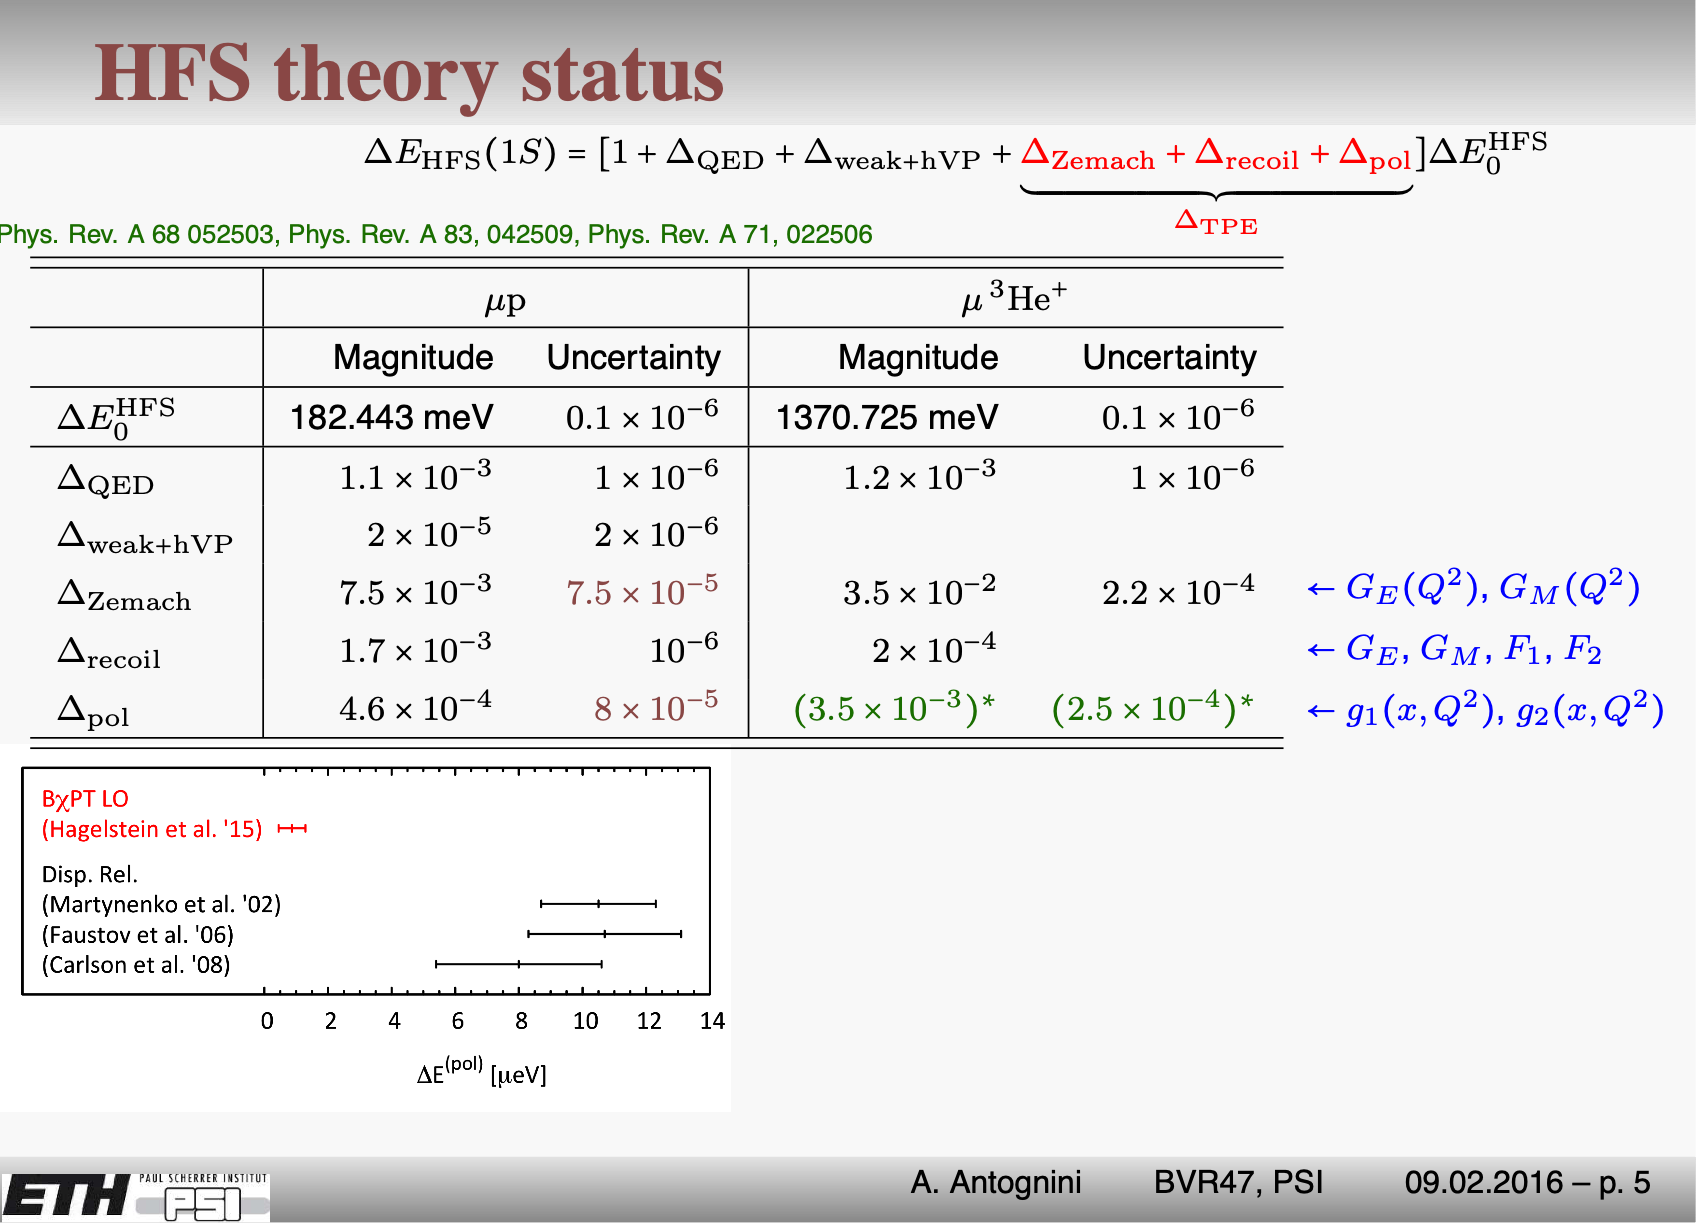 HFS theory status
ΔE_HFS(1S) = [1 + Δ_QED + Δ_weak+hVP + Δ_Zemach + Δ_recoil + Δ_pol]ΔE_0^HFS
Δ_TPE
Phys. Rev. A 68 052503, Phys. Rev. A 83, 042509, Phys. Rev. A 71, 022506
μp μ ³He⁺
Magnitude Uncertainty Magnitude Uncertainty
ΔE_0^HFS 182.443 meV 0.1 × 10⁻⁶ 1370.725 meV 0.1 × 10⁻⁶
Δ_QED 1.1 × 10⁻³ 1 × 10⁻⁶ 1.2 × 10⁻³ 1 × 10⁻⁶
Δ_weak+hVP 2 × 10⁻⁵ 2 × 10⁻⁶
Δ_Zemach 7.5 × 10⁻³ 7.5 × 10⁻⁵ 3.5 × 10⁻² 2.2 × 10⁻⁴ ← G_E(Q²), G_M(Q²)
Δ_recoil 1.7 × 10⁻³ 10⁻⁶ 2 × 10⁻⁴ ← G_E, G_M, F₁, F₂
Δ_pol 4.6 × 10⁻⁴ 8 × 10⁻⁵ (3.5 × 10⁻³)* (2.5 × 10⁻⁴)* ← g₁(x, Q²), g₂(x, Q²)
BχPT LO
(Hagelstein et al. '15)
Disp. Rel.
(Martynenko et al. '02)
(Faustov et al. '06)
(Carlson et al. '08)
0 2 4 6 8 10 12 14
ΔE^(pol) [μeV]
ETH PAUL SCHERRER INSTITUT
PSI
A. Antognini BVR47, PSI 09.02.2016 – p. 5